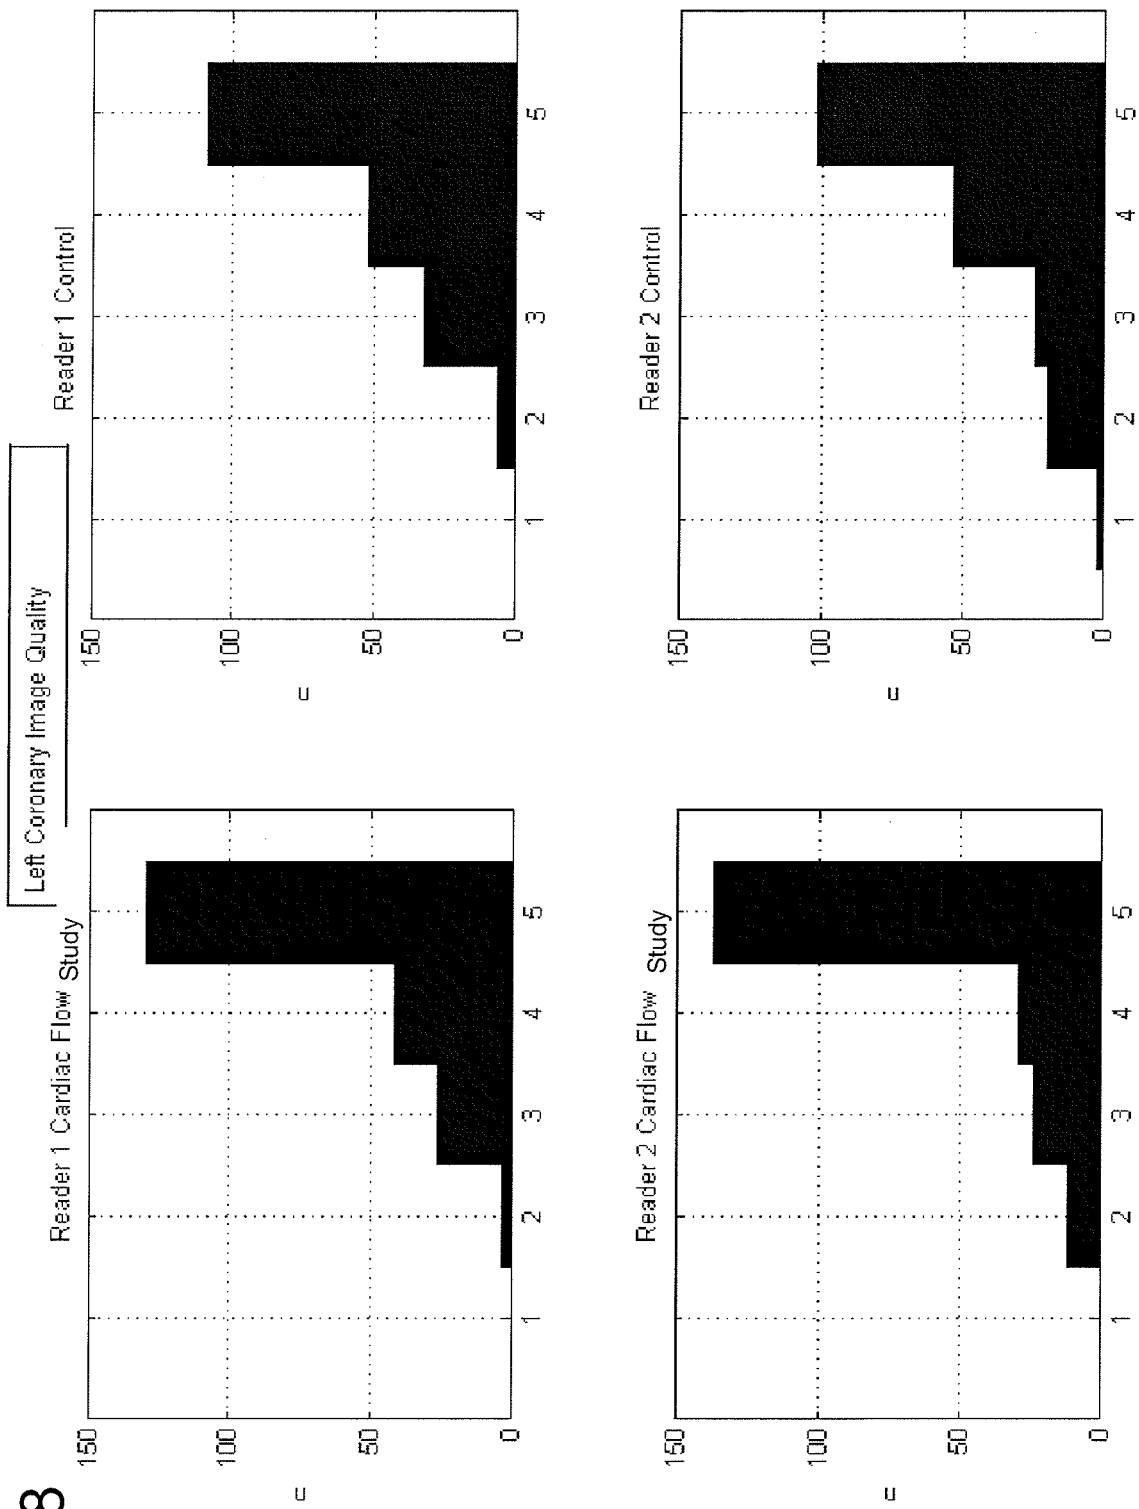 8
Left Coronary Image Quality
Reader 1 Cardiac Flow Study
150
100
50
0
n
1 2 3 4 5
Reader 1 Control
150
100
50
0
n
1 2 3 4 5
Reader 2 Cardiac Flow Study
150
100
50
0
n
1 2 3 4 5
Reader 2 Control
150
100
50
0
n
1 2 3 4 5